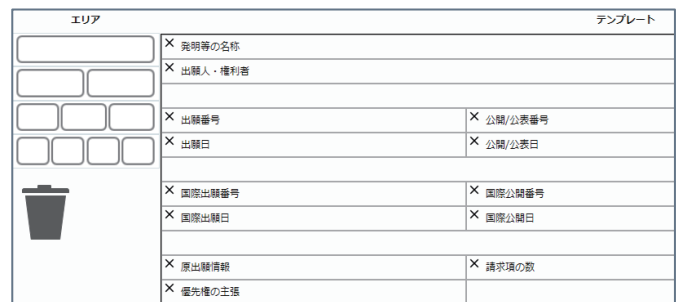 エリア
テンプレート
× 発明等の名称
× 出願人・権利者
× 出願番号
× 公開/公表番号
× 出願日
× 公開/公表日
× 国際出願番号
× 国際公開番号
× 国際出願日
× 国際公開日
× 原出願情報
× 請求項の数
× 優先権の主張